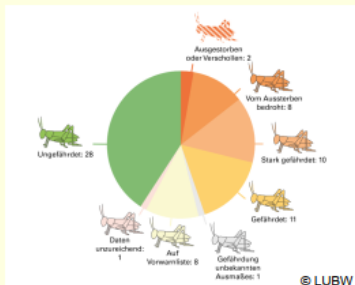 Ausgestorben
oder Verschollen: 2
Vom Aussterben
bedroht: 8
Stark gefährdet: 10
Gefährdet: 11
Gefährdung
unbekannten
Ausmaßes: 1
Auf
Vorwarnliste: 8
Daten
unzureichend:
1
Ungefährdet: 28
© LUBW